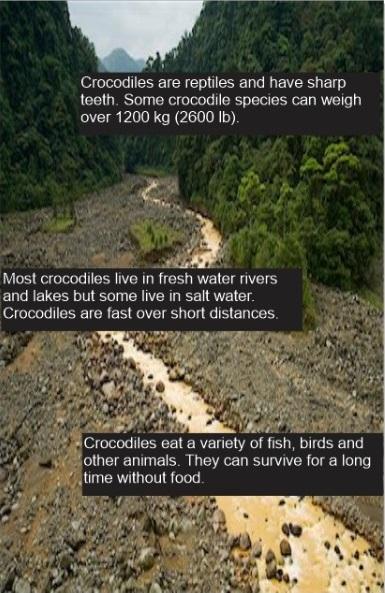 Crocodiles are reptiles and have sharp
teeth. Some crocodile species can weigh
over 1200 kg (2600 lb).
Most crocodiles live in fresh water rivers
and lakes but some live in salt water.
Crocodiles are fast over short distances.
Crocodiles eat a variety of fish, birds and
other animals. They can survive for a long
time without food.